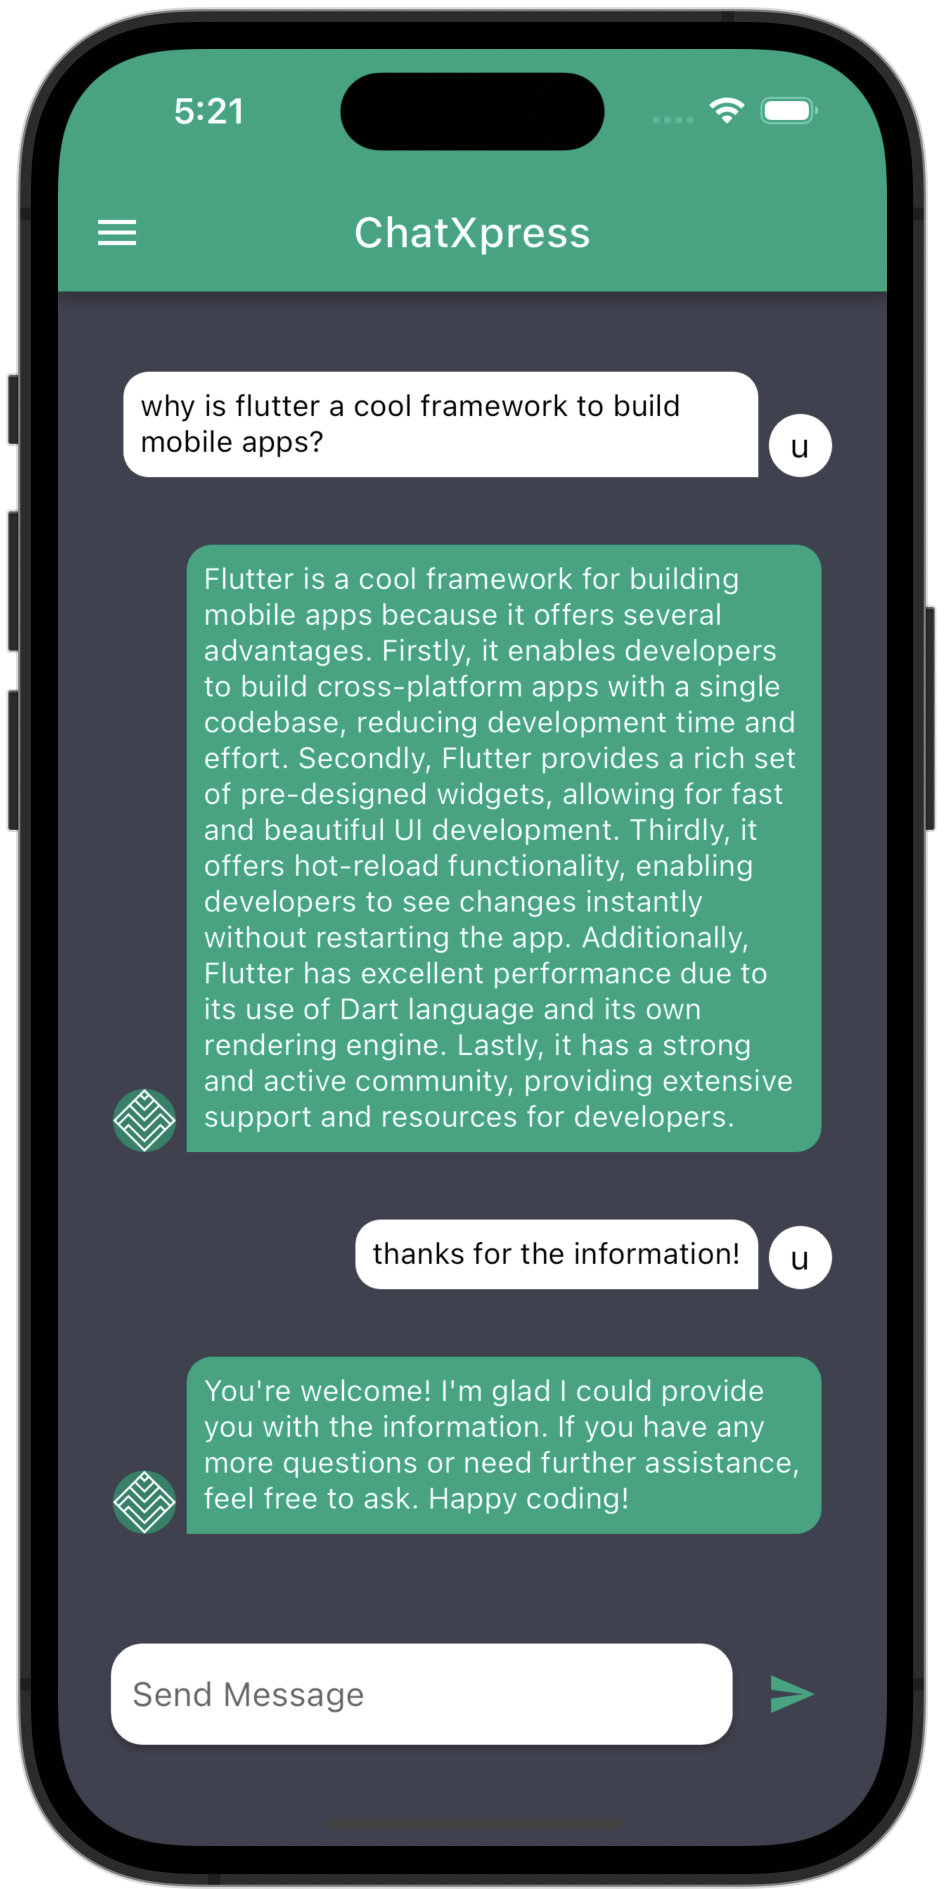 5:21
ChatXpress
why is flutter a cool framework to build
mobile apps?
u
Flutter is a cool framework for building
mobile apps because it offers several
advantages. Firstly, it enables developers
to build cross-platform apps with a single
codebase, reducing development time and
effort. Secondly, Flutter provides a rich set
of pre-designed widgets, allowing for fast
and beautiful UI development. Thirdly, it
offers hot-reload functionality, enabling
developers to see changes instantly
without restarting the app. Additionally,
Flutter has excellent performance due to
its use of Dart language and its own
rendering engine. Lastly, it has a strong
and active community, providing extensive
support and resources for developers.
thanks for the information!
u
You're welcome! I'm glad I could provide
you with the information. If you have any
more questions or need further assistance,
feel free to ask. Happy coding!
Send Message